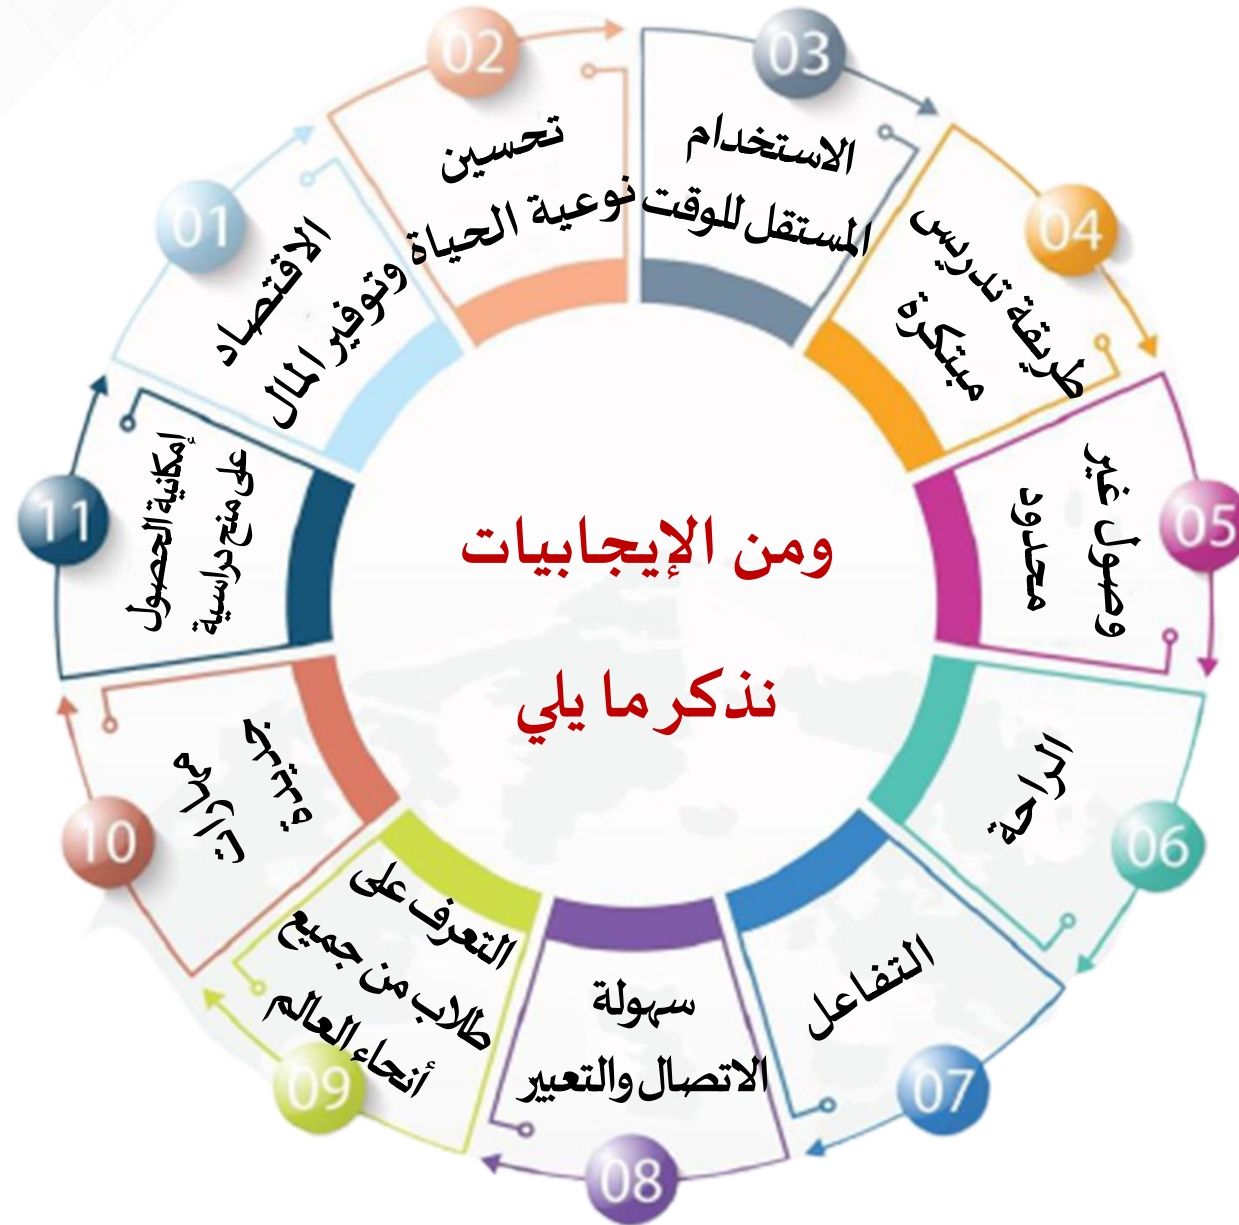 ومن الإيجابيات
نذكر ما يلي
01
الاقتصاد
وتوفير المال
02
تحسين
نوعية الحياة
03
الاستخدام
المستقل للوقت
04
طريقة تدريس
مبتكرة
05
وصول غير
محدود
06
الراحة
07
التفاعل
08
سهولة
الاتصال والتعبير
09
التعرف على
طلاب من جميع
أنحاء العالم
10
مهارات
جديدة
11
إمكانية الحصول
على منح دراسية